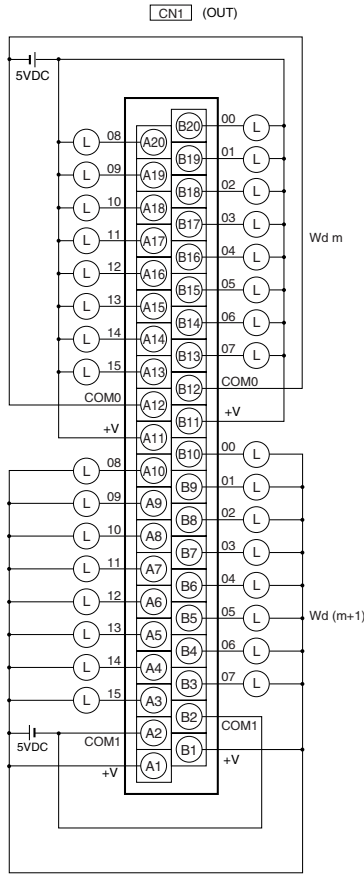 CN1 (OUT)
5VDC
B20 00 L
L 08 A20
B19 01 L
L 09 A19
B18 02 L
L 10 A18
B17 03 L
L 11 A17
Wd m
B16 04 L
L 12 A16
B15 05 L
L 13 A15
B14 06 L
L 14 A14
B13 07 L
L 15 A13
B12 COM0
COM0 A12
B11 +V
+V A11
B10 00 L
L 08 A10
B9 01 L
L 09 A9
B8 02 L
L 10 A8
B7 03 L
L 11 A7
B6 04 L
L 12 A6
B5 05 L
Wd (m+1)
L 13 A5
B4 06 L
L 14 A4
B3 07 L
L 15 A3
B2 COM1
5VDC
COM1 A2
B1 +V
+V A1